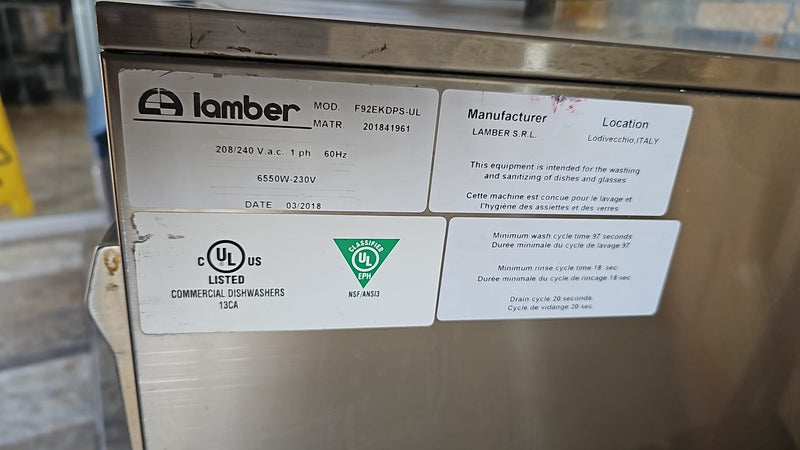 lamber
MOD. F92EKDPS-UL
MATR. 201841961
208/240 V.a.c. 1 ph 60Hz
6550W-230V
DATE 03/2018
Manufacturer Location
LAMBER S.R.L. Lodivecchio,ITALY
This equipment is intended for the washing
and sanitizing of dishes and glasses
Cette machine est concue pour le lavage et
l'hygiène des assiettes et des verres
C UL US
LISTED
COMMERCIAL DISHWASHERS
13CA
CLASSIFIED
UL
EPH
NSF/ANSI3
Minimum wash cycle time 97 seconds
Durée minimale du cycle de lavage 97
Minimum rinse cycle time 18 sec
Durée minimale du cycle de rincage 18 sec
Drain cycle 20 seconds
Cycle de vidange 20 sec.